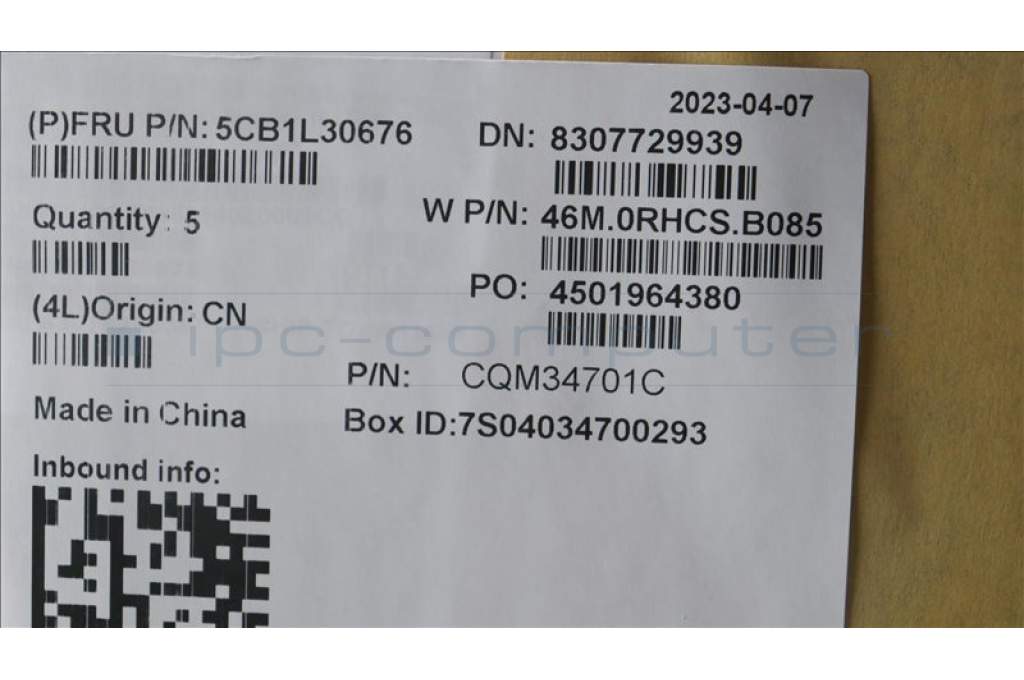 2023-04-07
(P)FRU P/N: 5CB1L30676
DN: 8307729939
Quantity: 5
W P/N: 46M.0RHCS.B085
PO: 4501964380
(4L)Origin: CN
ipc-computer
P/N: CQM34701C
Made in China
Box ID:7S04034700293
Inbound info: